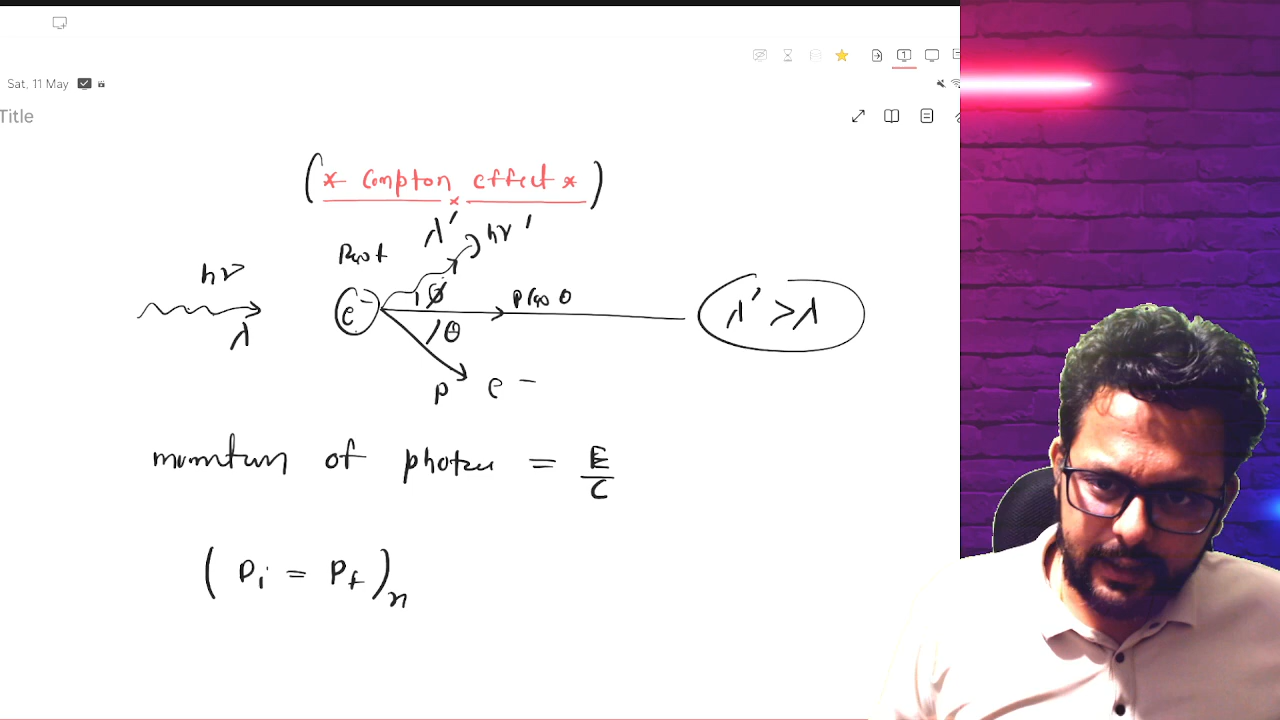 Sat, 11 May
Title
(* Compton effect *)
λ' hν'
hν
Rest
e⁻ φ p cos θ
λ' > λ
λ
θ
p e⁻
momentum of photon = E/C
(Pi = Pf)x